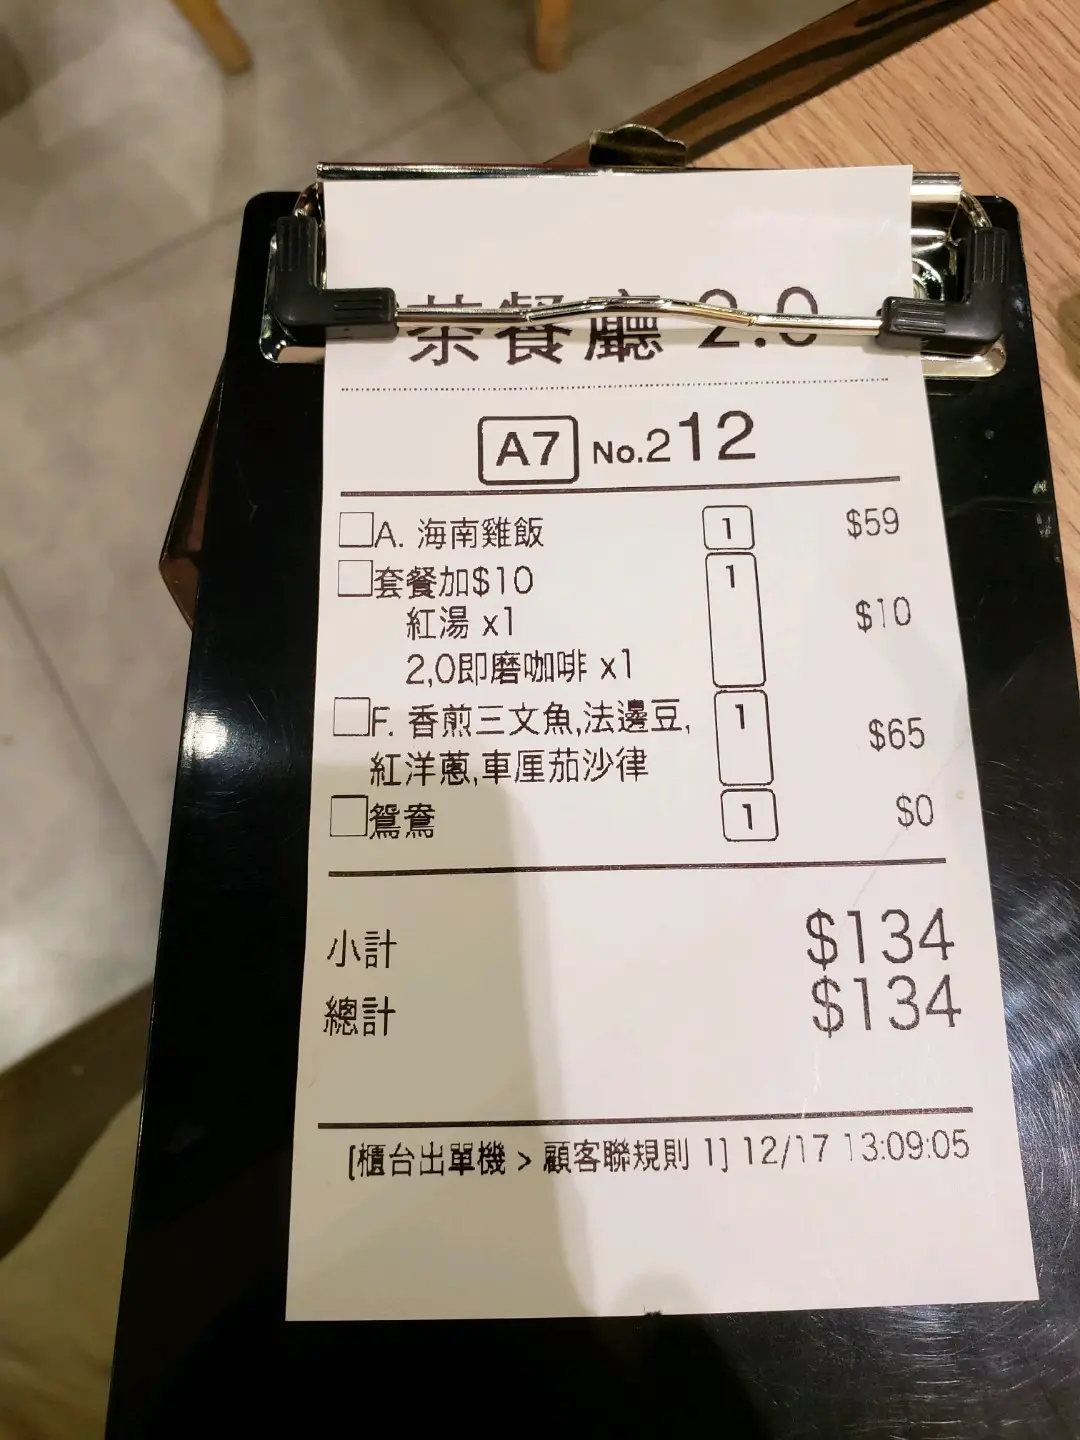 茶餐廳 2.0
A7 No.212
A. 海南雞飯 1 $59
套餐加$10 1 $10
紅湯 x1
2,0即磨咖啡 x1
F. 香煎三文魚,法邊豆, 1 $65
紅洋蔥,車厘茄沙律
鴛鴦 1 $0
小計 $134
總計 $134
[櫃台出單機 > 顧客聯規則 1] 12/17 13:09:05